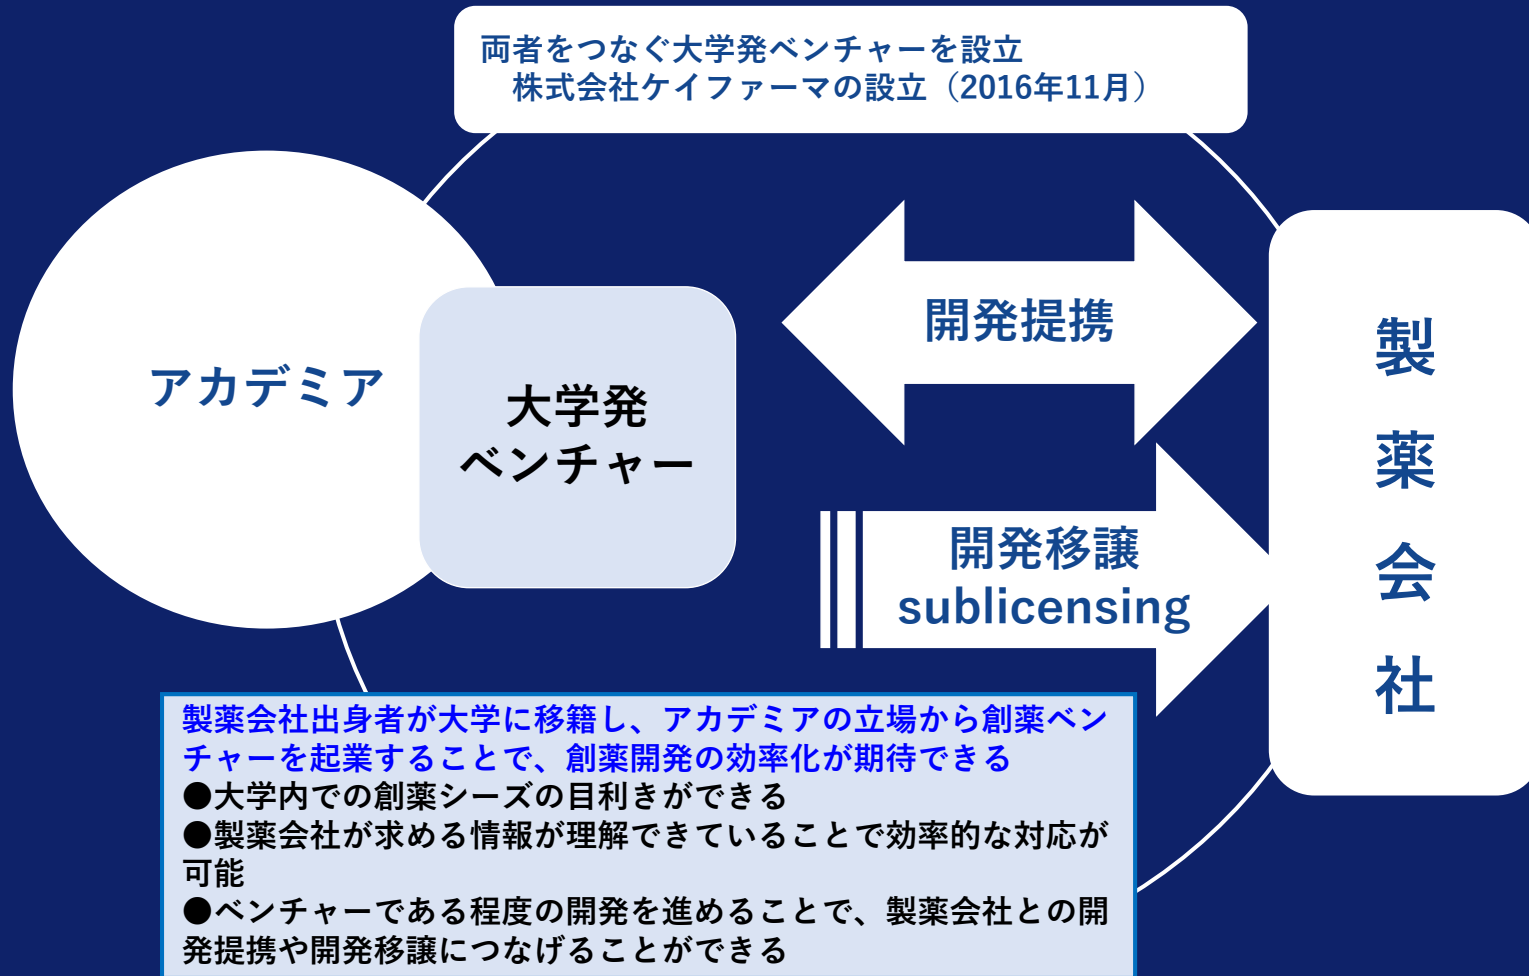 両者をつなぐ大学発ベンチャーを設立
株式会社ケイファーマの設立（2016年11月）
アカデミア
大学発
ベンチャー
開発提携
開発移譲
sublicensing
製
薬
会
社
製薬会社出身者が大学に移籍し、アカデミアの立場から創薬ベン
チャーを起業することで、創薬開発の効率化が期待できる
●大学内での創薬シーズの目利きができる
●製薬会社が求める情報が理解できていることで効率的な対応が
可能
●ベンチャーである程度の開発を進めることで、製薬会社との開
発提携や開発移譲につなげることができる